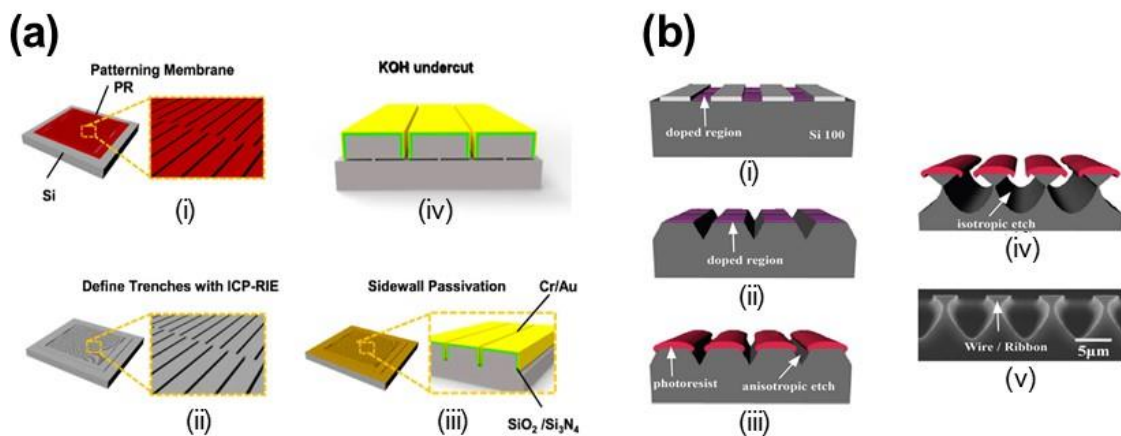 (a)
Patterning Membrane
PR
Si
(i)
KOH undercut
(iv)
Define Trenches with ICP-RIE
(ii)
Sidewall Passivation
Cr/Au
(iii)
SiO₂ /Si₃N₄
(b)
doped region
Si 100
(i)
doped region
(ii)
photoresist
anisotropic etch
(iii)
isotropic etch
(iv)
Wire / Ribbon
5µm
(v)